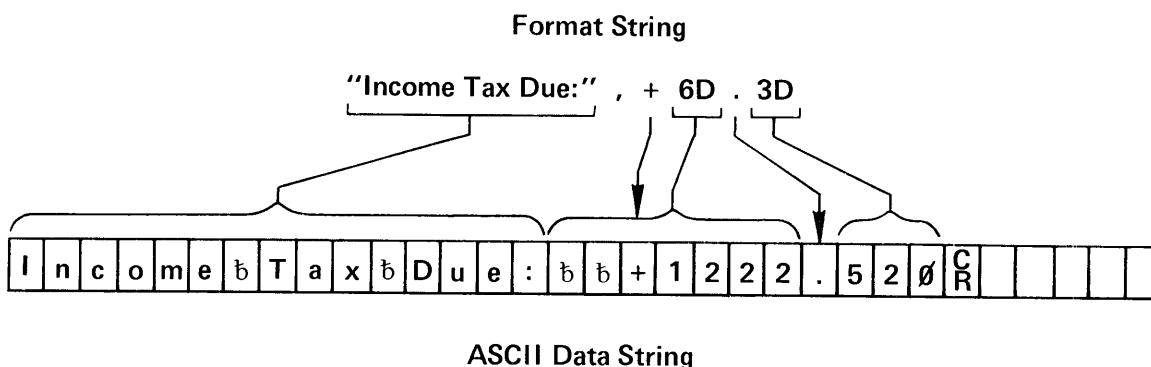 Format String
“Income Tax Due:” , + 6D . 3D
I n c o m e ƀ T a x ƀ D u e : ƀ ƀ + 1 2 2 2 . 5 2 Ø CR
ASCII Data String